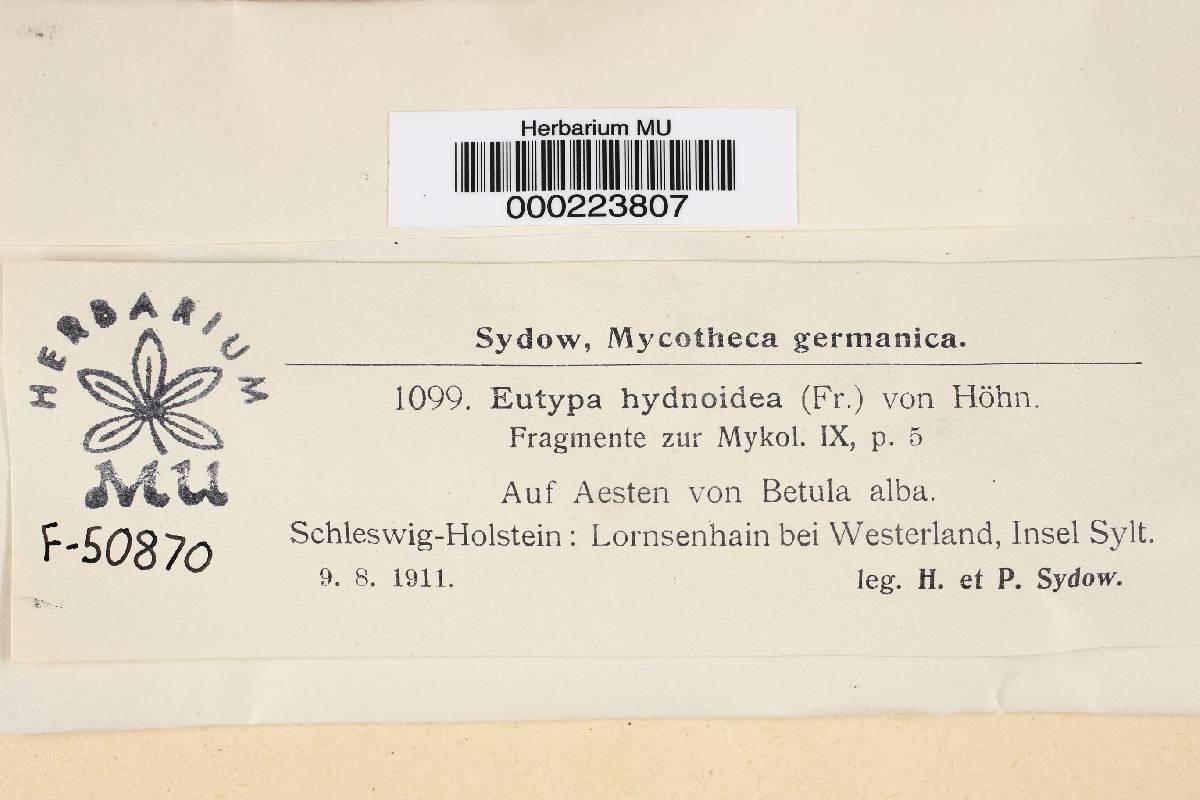 Herbarium MU
000223807
HERBARIUM
MU
F-50870
Sydow, Mycotheca germanica.
1099. Eutypa hydnoidea (Fr.) von Höhn.
Fragmente zur Mykol. IX, p. 5
Auf Aesten von Betula alba.
Schleswig-Holstein: Lornsenhain bei Westerland, Insel Sylt.
9. 8. 1911. leg. H. et P. Sydow.